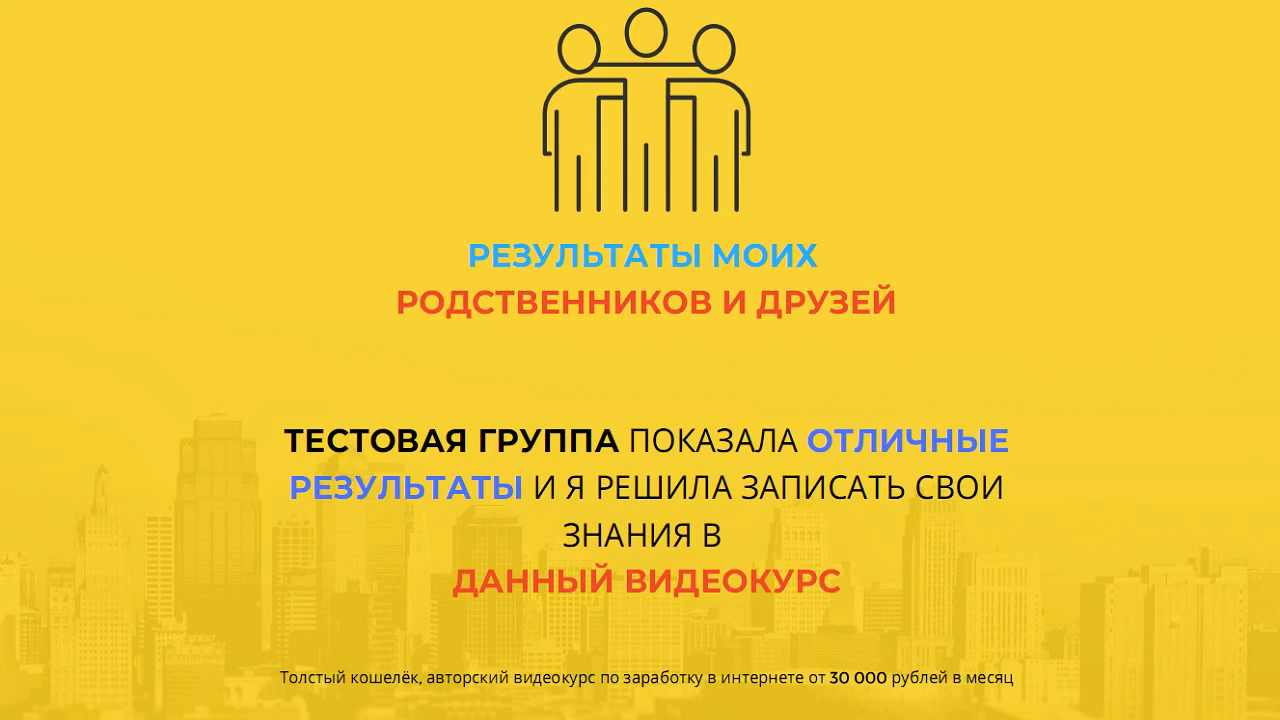 РЕЗУЛЬТАТЫ МОИХ
РОДСТВЕННИКОВ И ДРУЗЕЙ
ТЕСТОВАЯ ГРУППА ПОКАЗАЛА ОТЛИЧНЫЕ
РЕЗУЛЬТАТЫ И Я РЕШИЛА ЗАПИСАТЬ СВОИ
ЗНАНИЯ В
ДАННЫЙ ВИДЕОКУРС
Толстый кошелёк, авторский видеокурс по заработку в интернете от 30 000 рублей в месяц